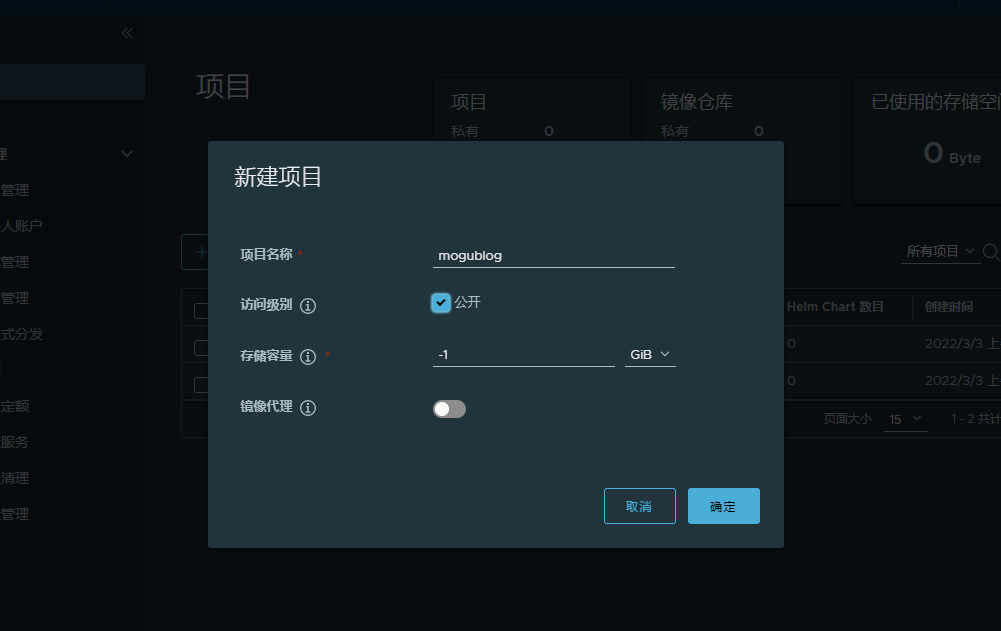 项目
项目
私有 0
镜像仓库
私有 0
已使用的存储空间
0 Byte
管理
人账户
管理
管理
式分发
定额
服务
清理
管理
新建项目
项目名称 *
mogublog
访问级别
公开
存储容量 *
-1 GiB
镜像代理
取消 确定
所有项目
Helm Chart 数目 创建时间
0 2022/3/3 上
0 2022/3/3 上
页面大小 15 1 - 2 共计